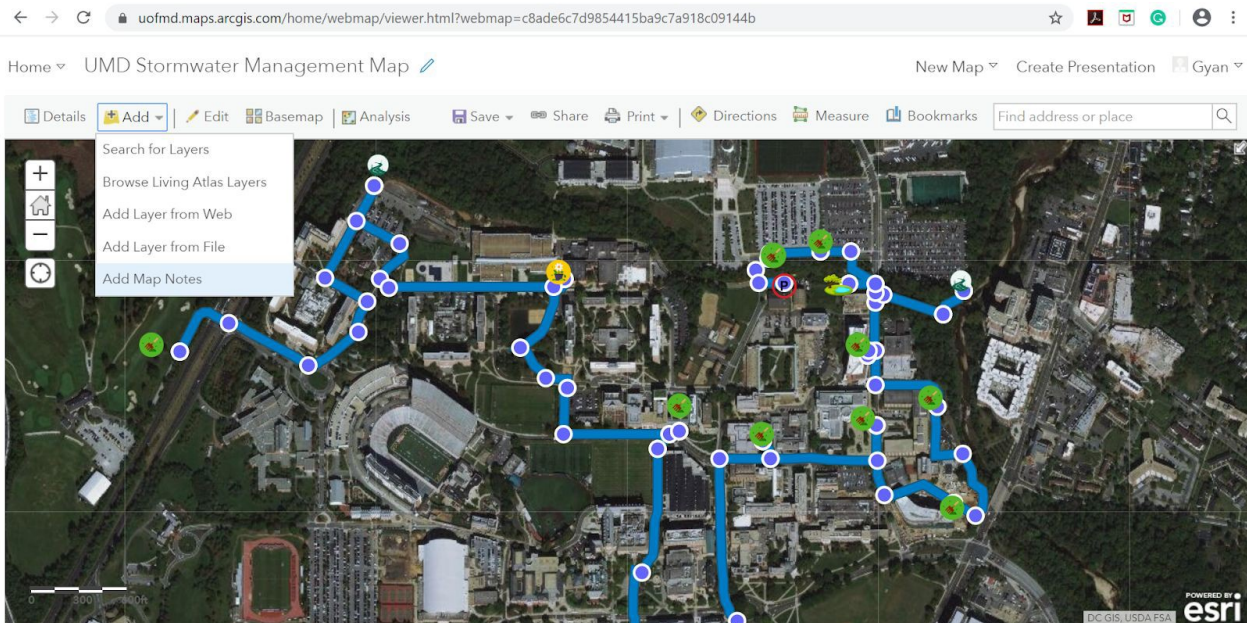 uofmd.maps.arcgis.com/home/webmap/viewer.html?webmap=c8ade6c7d9854415ba9c7a918c09144b
Home UMD Stormwater Management Map New Map Create Presentation Gyan
Details Add Edit Basemap Analysis Save Share Print Directions Measure Bookmarks Find address or place
Search for Layers
Browse Living Atlas Layers
Add Layer from Web
Add Layer from File
Add Map Notes
P
0 300 600ft
POWERED BY
esri
DC GIS, USDA FSA